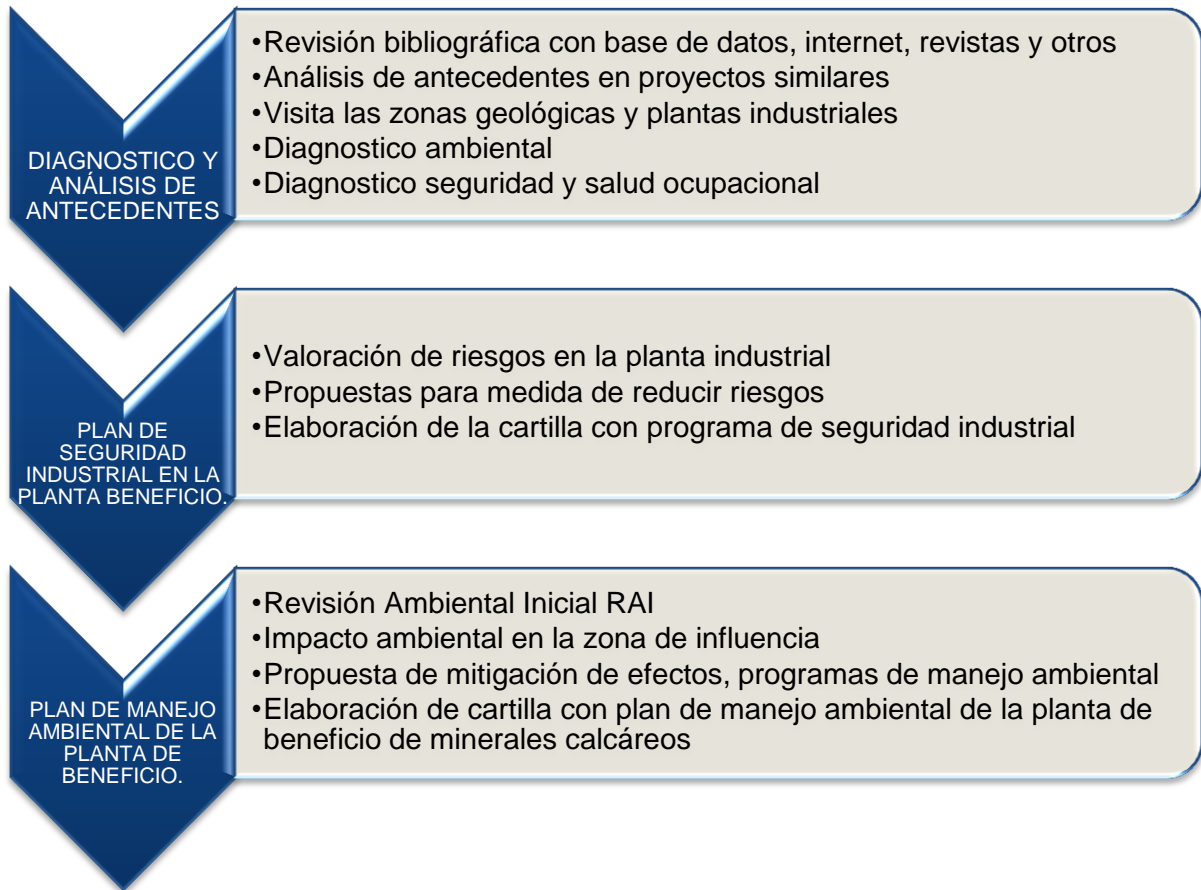 DIAGNOSTICO Y
ANÁLISIS DE
ANTECEDENTES
•Revisión bibliográfica con base de datos, internet, revistas y otros
•Análisis de antecedentes en proyectos similares
•Visita las zonas geológicas y plantas industriales
•Diagnostico ambiental
•Diagnostico seguridad y salud ocupacional
PLAN DE
SEGURIDAD
INDUSTRIAL EN LA
PLANTA BENEFICIO.
•Valoración de riesgos en la planta industrial
•Propuestas para medida de reducir riesgos
•Elaboración de la cartilla con programa de seguridad industrial
PLAN DE MANEJO
AMBIENTAL DE LA
PLANTA DE
BENEFICIO.
•Revisión Ambiental Inicial RAI
•Impacto ambiental en la zona de influencia
•Propuesta de mitigación de efectos, programas de manejo ambiental
•Elaboración de cartilla con plan de manejo ambiental de la planta de
beneficio de minerales calcáreos